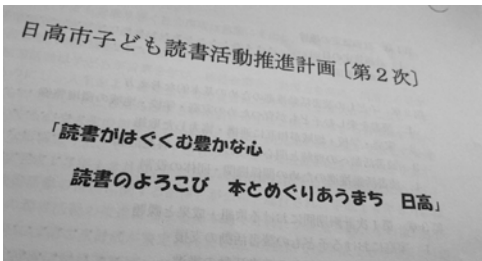 日高市子ども読書活動推進計画〔第２次〕
「読書がはぐくむ豊かな心
読書のよろこび　本とめぐりあうまち　日高」